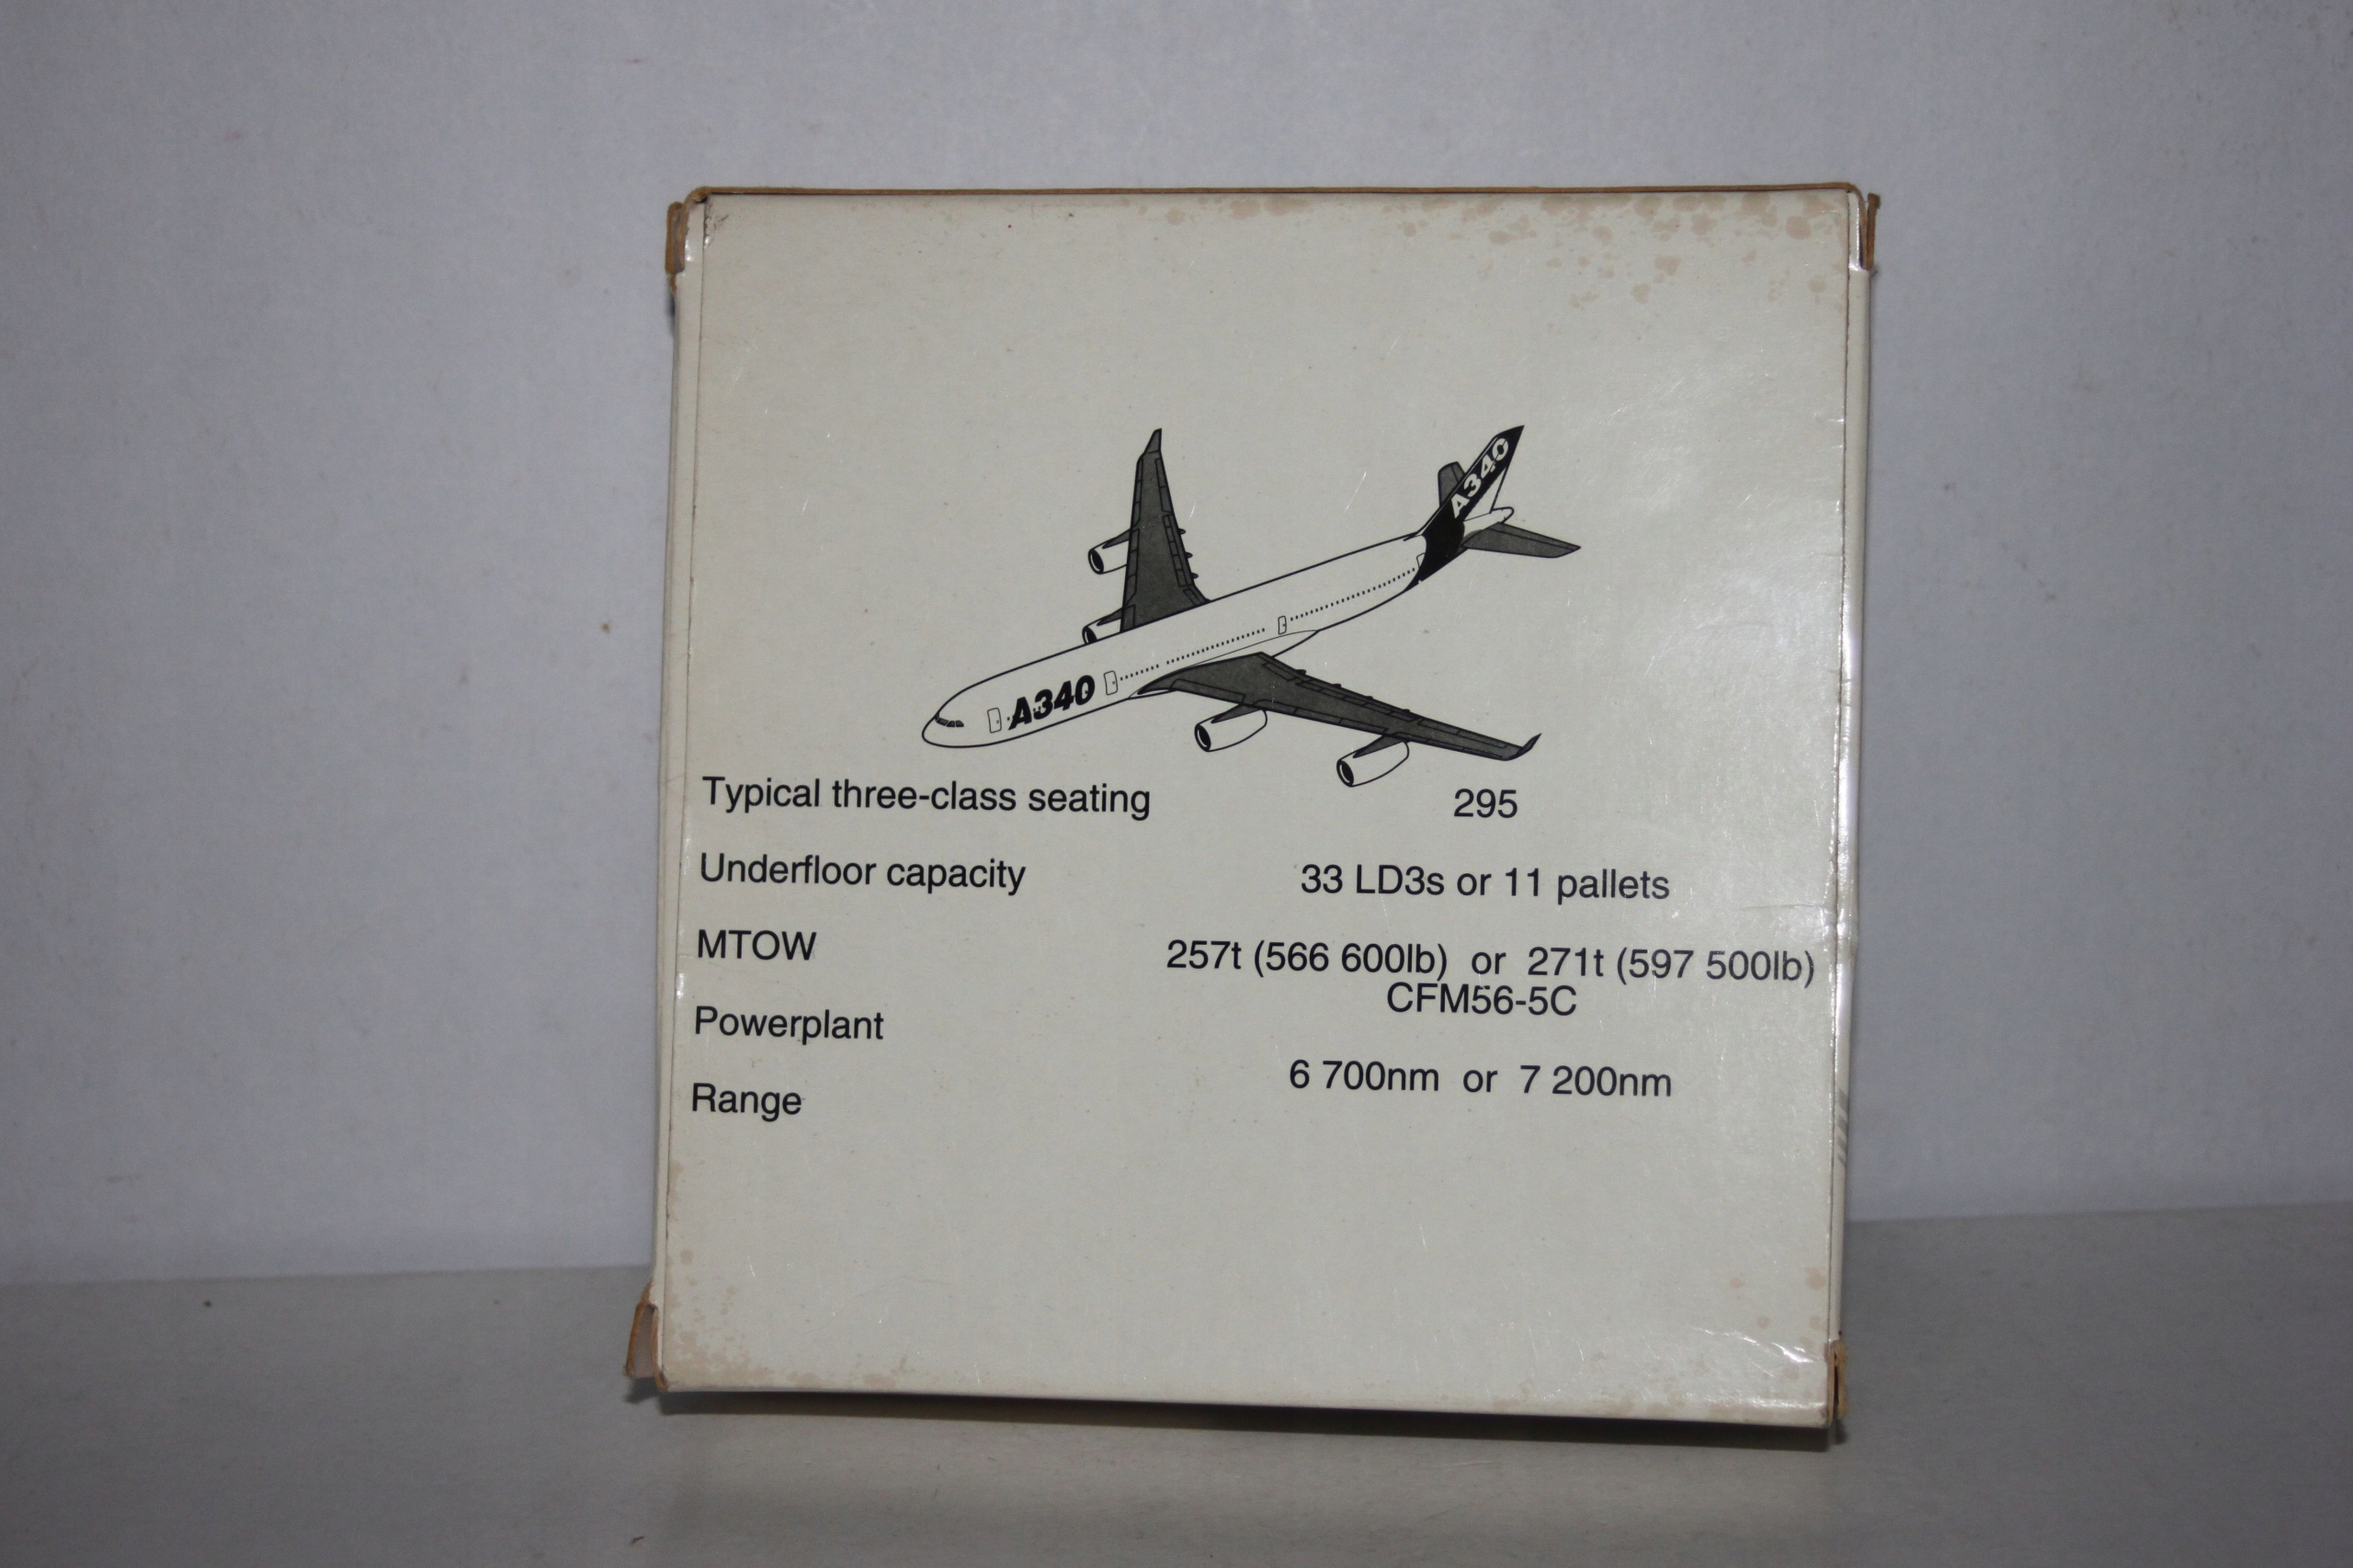 A340
A340
Typical three-class seating 295
Underfloor capacity 33 LD3s or 11 pallets
MTOW 257t (566 600lb) or 271t (597 500lb)
Powerplant CFM56-5C
Range 6 700nm or 7 200nm